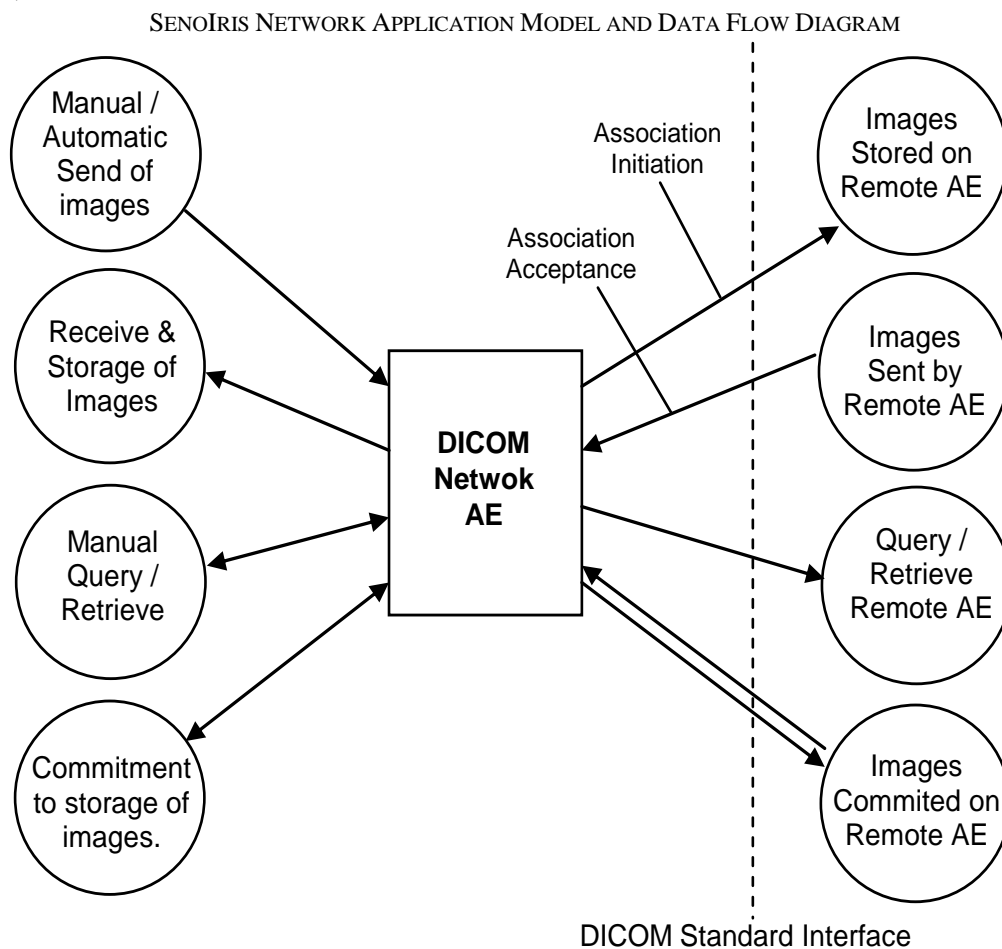 SENOIRIS NETWORK APPLICATION MODEL AND DATA FLOW DIAGRAM
Manual /
Automatic
Send of
images
Receive &
Storage of
Images
Manual
Query /
Retrieve
Commitment
to storage of
images.
DICOM
Netwok
AE
Association
Initiation
Association
Acceptance
Images
Stored on
Remote AE
Images
Sent by
Remote AE
Query /
Retrieve
Remote AE
Images
Commited on
Remote AE
DICOM Standard Interface